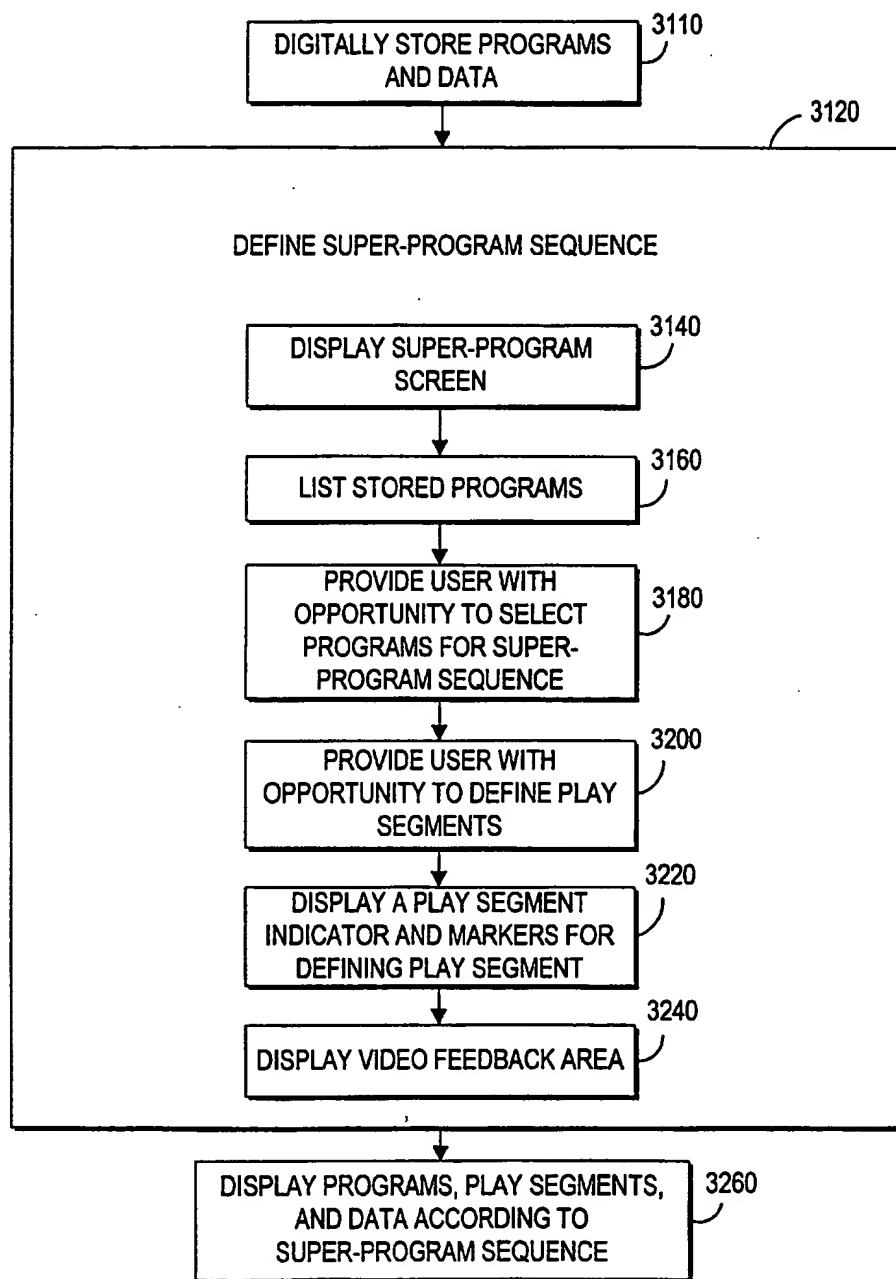 DIGITALLY STORE PROGRAMS
AND DATA
3110
3120
DEFINE SUPER-PROGRAM SEQUENCE
DISPLAY SUPER-PROGRAM
SCREEN
3140
LIST STORED PROGRAMS
3160
PROVIDE USER WITH
OPPORTUNITY TO SELECT
PROGRAMS FOR SUPER-
PROGRAM SEQUENCE
3180
PROVIDE USER WITH
OPPORTUNITY TO DEFINE PLAY
SEGMENTS
3200
DISPLAY A PLAY SEGMENT
INDICATOR AND MARKERS FOR
DEFINING PLAY SEGMENT
3220
DISPLAY VIDEO FEEDBACK AREA
3240
DISPLAY PROGRAMS, PLAY SEGMENTS,
AND DATA ACCORDING TO
SUPER-PROGRAM SEQUENCE
3260